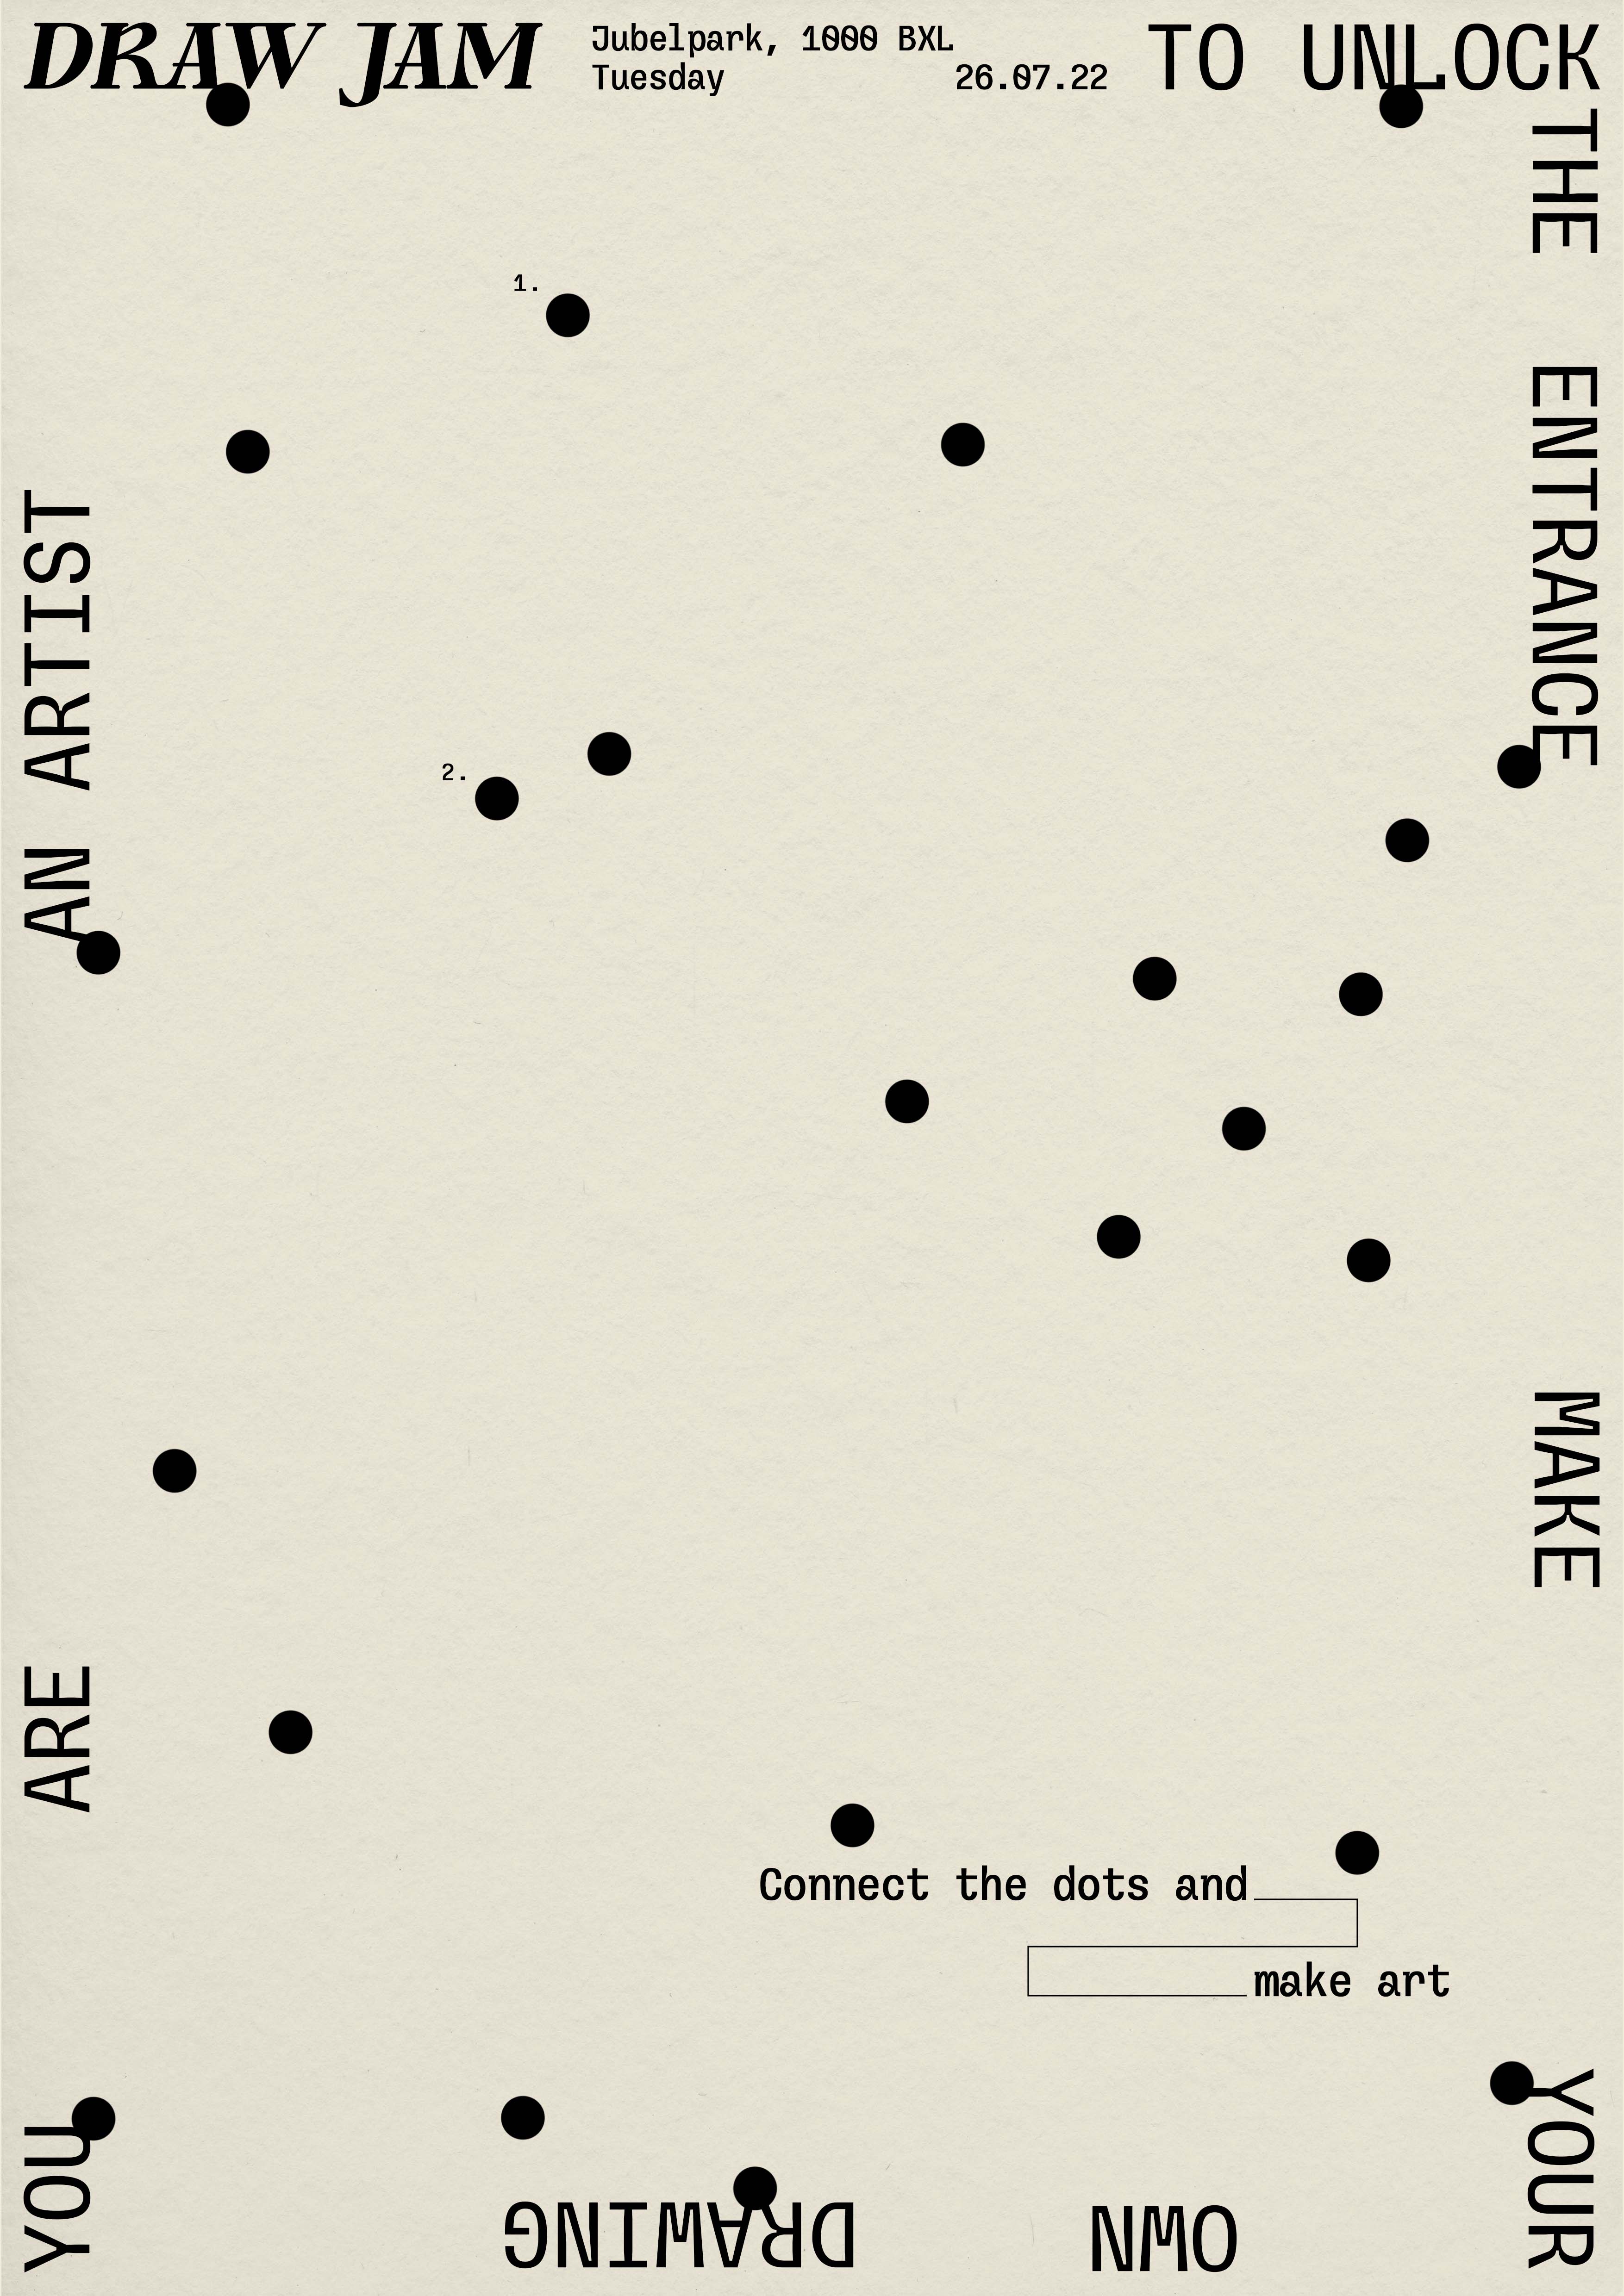 DRAW JAM
Jubelpark, 1000 BXL
Tuesday 26.07.22
TO UNLOCK
THE ENTRANCE
MAKE
YOUR
OWN
DRAWING
YOU
ARE
AN ARTIST
1.
2.
Connect the dots and
make art